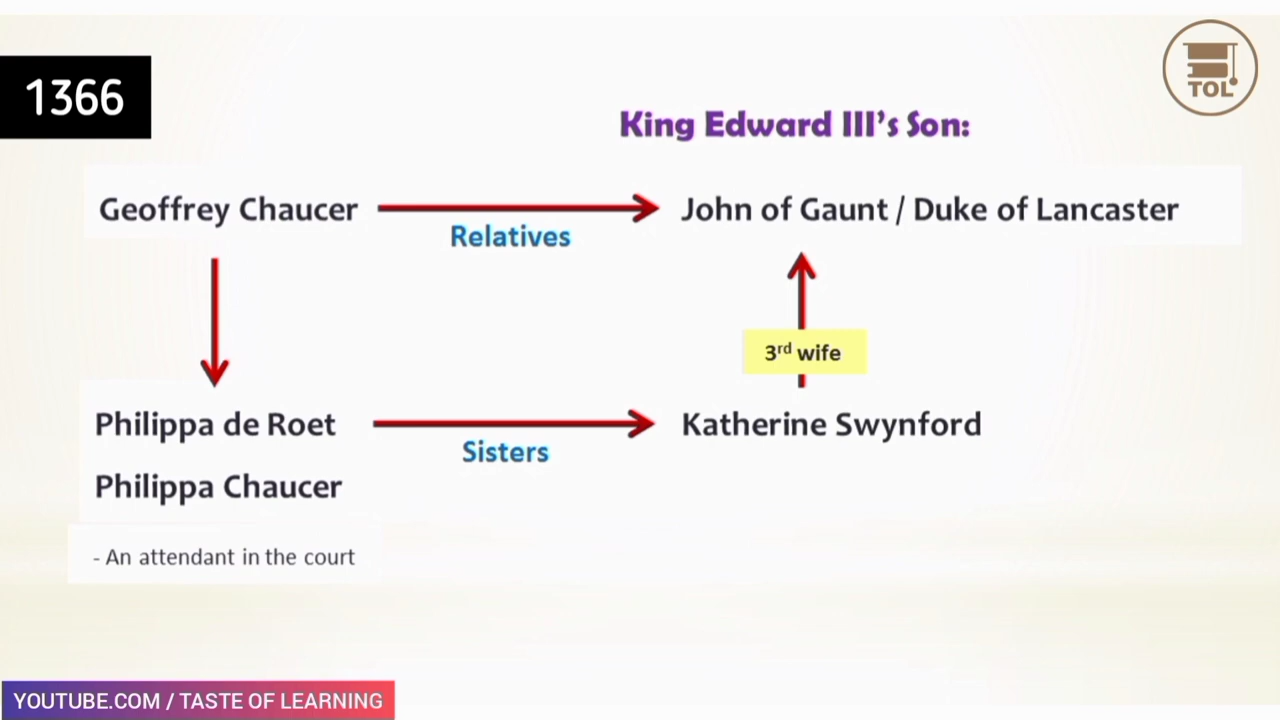 1366
TOL
King Edward III's Son:
Geoffrey Chaucer
Relatives
John of Gaunt / Duke of Lancaster
3rd wife
Philippa de Roet
Sisters
Katherine Swynford
Philippa Chaucer
- An attendant in the court
YOUTUBE.COM / TASTE OF LEARNING